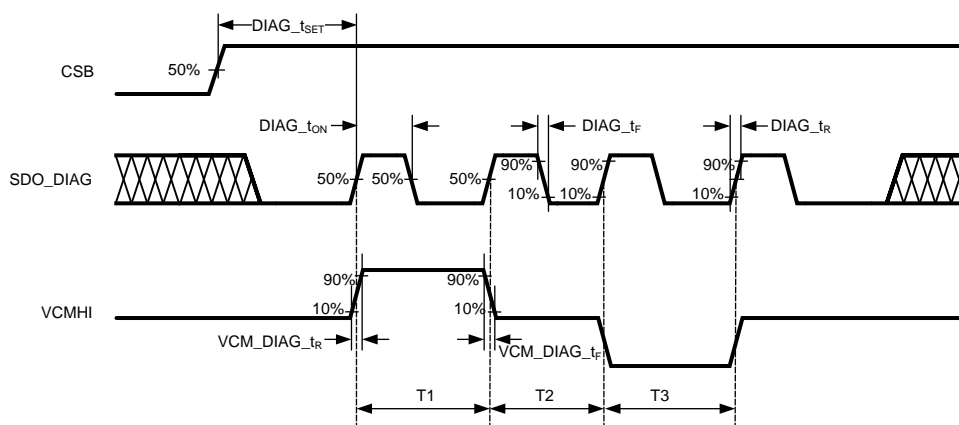 DIAG_tSET
CSB
50%
DIAG_tON
DIAG_tF
DIAG_tR
SDO_DIAG
50%
50%
50%
90%
10%
90%
10%
90%
10%
VCMHI
90%
10%
90%
10%
VCM_DIAG_tR
VCM_DIAG_tF
T1
T2
T3